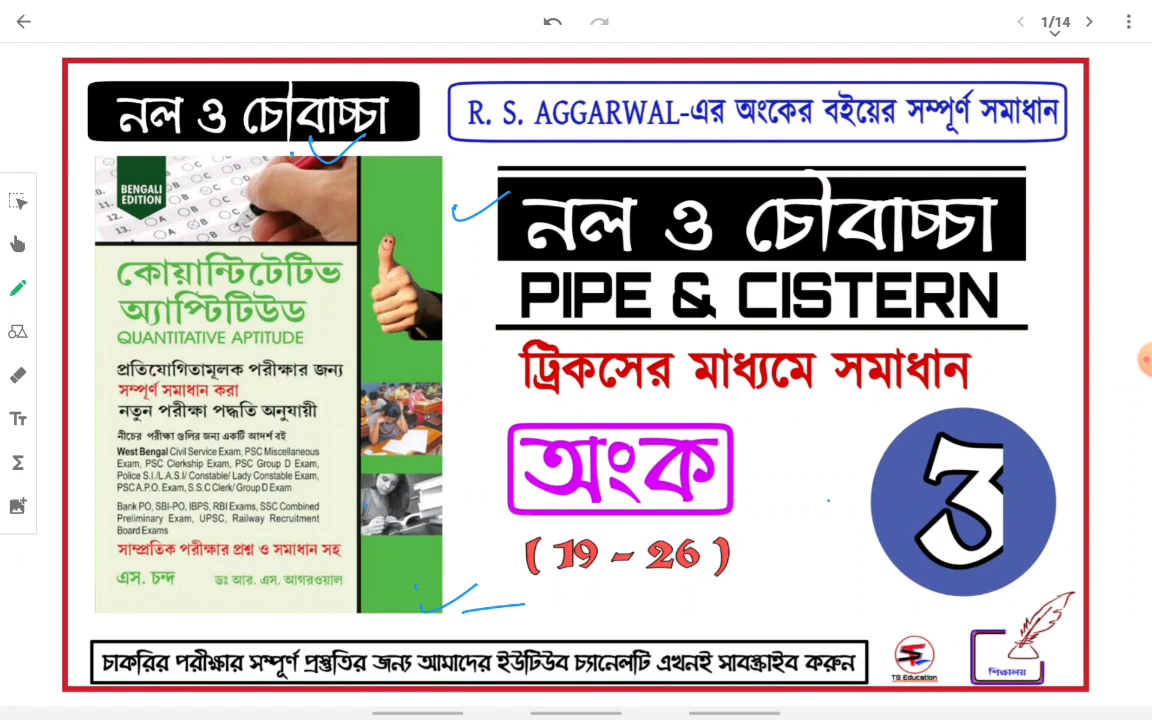 1/14
নল ও চৌবাচ্চা
R. S. AGGARWAL-এর অংকের বইয়ের সম্পূর্ণ সমাধান
BENGALI
EDITION
কোয়ান্টিটেটিভ
অ্যাপ্টিটিউড
QUANTITATIVE APTITUDE
প্রতিযোগিতামূলক পরীক্ষার জন্য
সম্পূর্ণ সমাধান করা
নতুন পরীক্ষা পদ্ধতি অনুযায়ী
নীচের পরীক্ষা গুলির জন্য একটি আদর্শ বই
West Bengal Civil Service Exam, PSC Miscellaneous
Exam, PSC Clerkship Exam, PSC Group D Exam,
Police S.I./L.A.S.I/ Constable/ Lady Constable Exam,
PSC A.P.O. Exam, S.S.C Clerk/ Group D Exam
Bank PO, SBI-PO, IBPS, RBI Exams, SSC Combined
Preliminary Exam, UPSC, Railway Recruitment
Board Exams
সাম্প্রতিক পরীক্ষার প্রশ্ন ও সমাধান সহ
এস. চন্দ ডঃ আর. এস. আগরওয়াল
নল ও চৌবাচ্চা
PIPE & CISTERN
ট্রিকসের মাধ্যমে সমাধান
অংক
( 19 - 26 )
৩
চাকরির পরীক্ষার সম্পূর্ণ প্রস্তুতির জন্য আমাদের ইউটিউব চ্যানেলটি এখনই সাবস্ক্রাইব করুন
TS Education
শিক্ষালয়